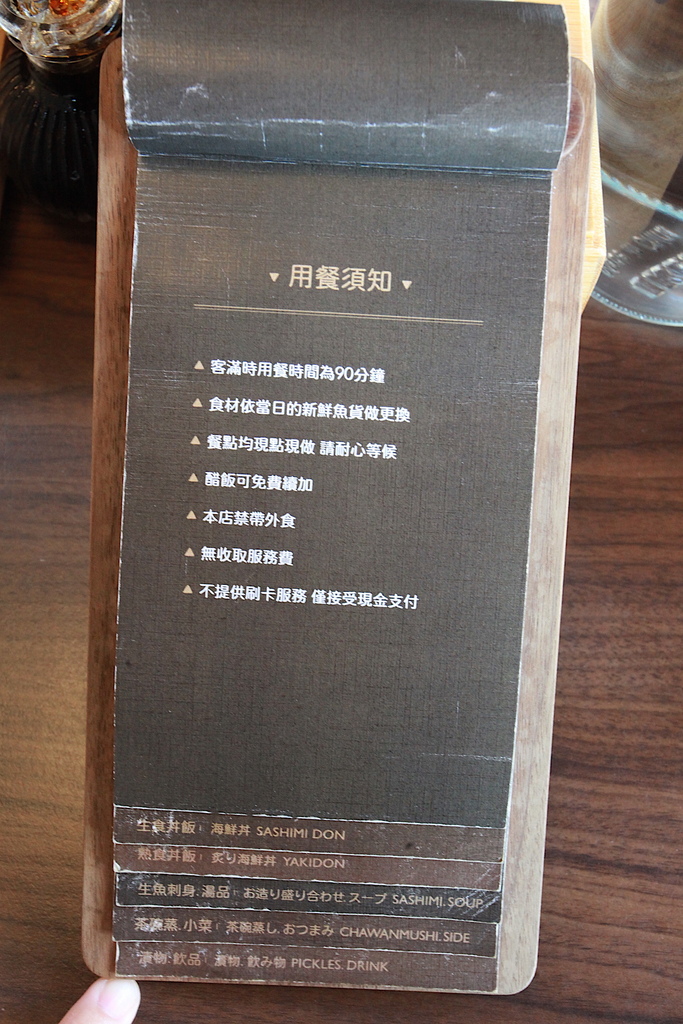 ▾ 用餐須知 ▾
▲ 客滿時用餐時間為90分鐘
▲ 食材依當日的新鮮魚貨做更換
▲ 餐點均現點現做 請耐心等候
▲ 醋飯可免費續加
▲ 本店禁帶外食
▲ 無收取服務費
▲ 不提供刷卡服務 僅接受現金支付
生食丼飯| 海鮮丼 SASHIMI DON
熟食丼飯| 炙り海鮮丼 YAKIDON
生魚刺身.湯品| お造り盛り合わせ スープ SASHIMI.SOUP
茶碗蒸.小菜| 茶碗蒸し.おつまみ CHAWANMUSHI.SIDE
漬物.飲品| 漬物.飲み物 PICKLES.DRINK